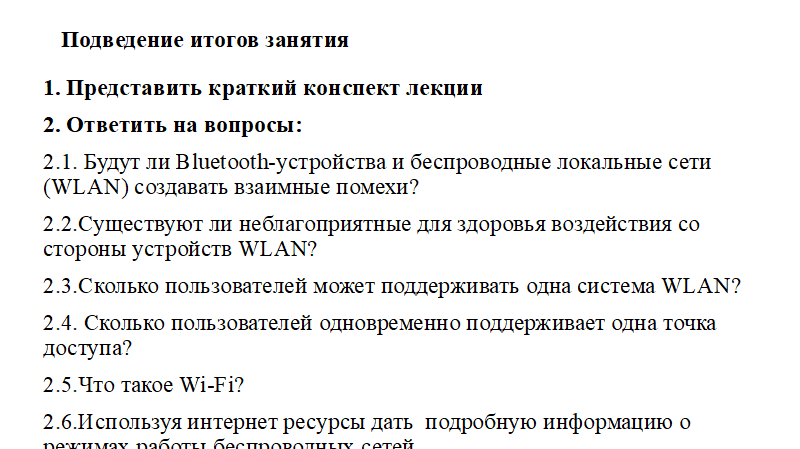 Подведение итогов занятия
1. Представить краткий конспект лекции
2. Ответить на вопросы:
2.1. Будут ли Bluetooth-устройства и беспроводные локальные сети
(WLAN) создавать взаимные помехи?
2.2.Существуют ли неблагоприятные для здоровья воздействия со
стороны устройств WLAN?
2.3.Сколько пользователей может поддерживать одна система WLAN?
2.4. Сколько пользователей одновременно поддерживает одна точка
доступа?
2.5.Что такое Wi-Fi?
2.6.Используя интернет ресурсы дать  подробную информацию о
режимах работы беспроводных сетей